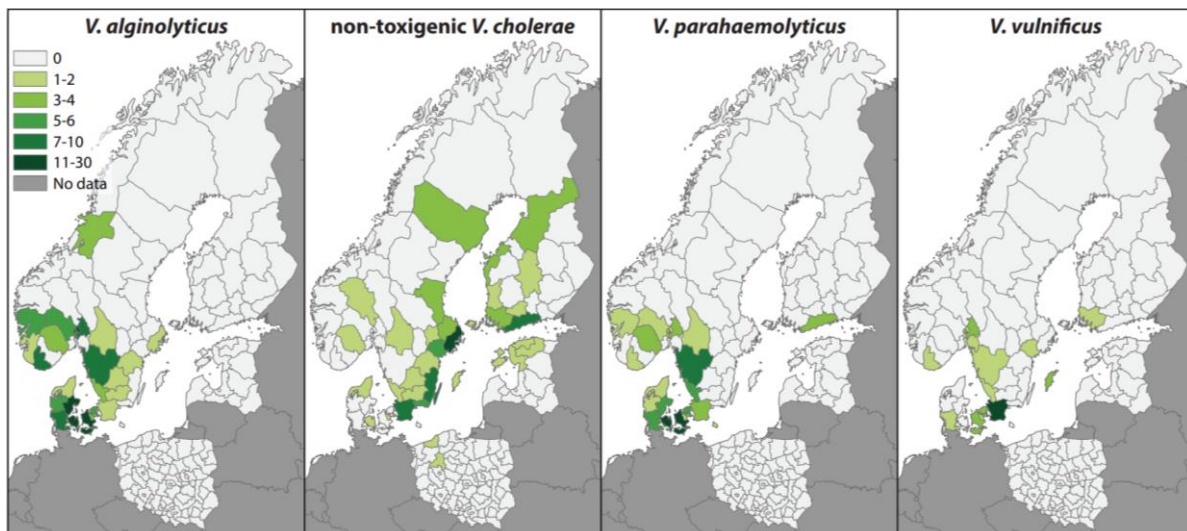 V. alginolyticus
non-toxigenic V. cholerae
V. parahaemolyticus
V. vulnificus
0
1-2
3-4
5-6
7-10
11-30
No data